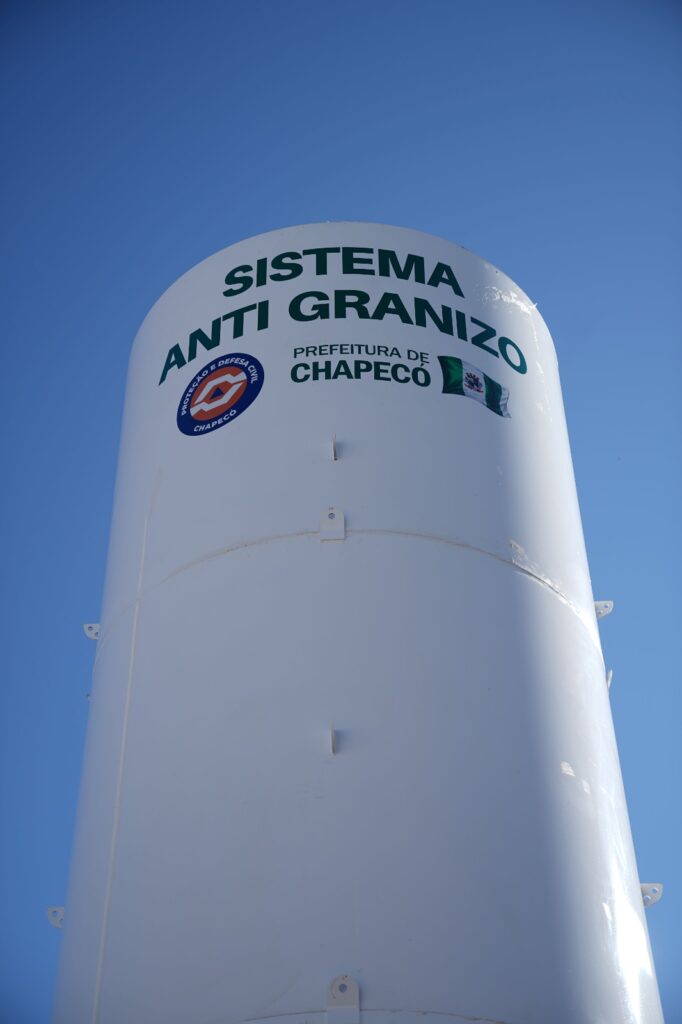 SISTEMA
ANTI GRANIZO
PROTEÇÃO E DEFESA CIVIL
CHAPECÓ
PREFEITURA DE
CHAPECÓ